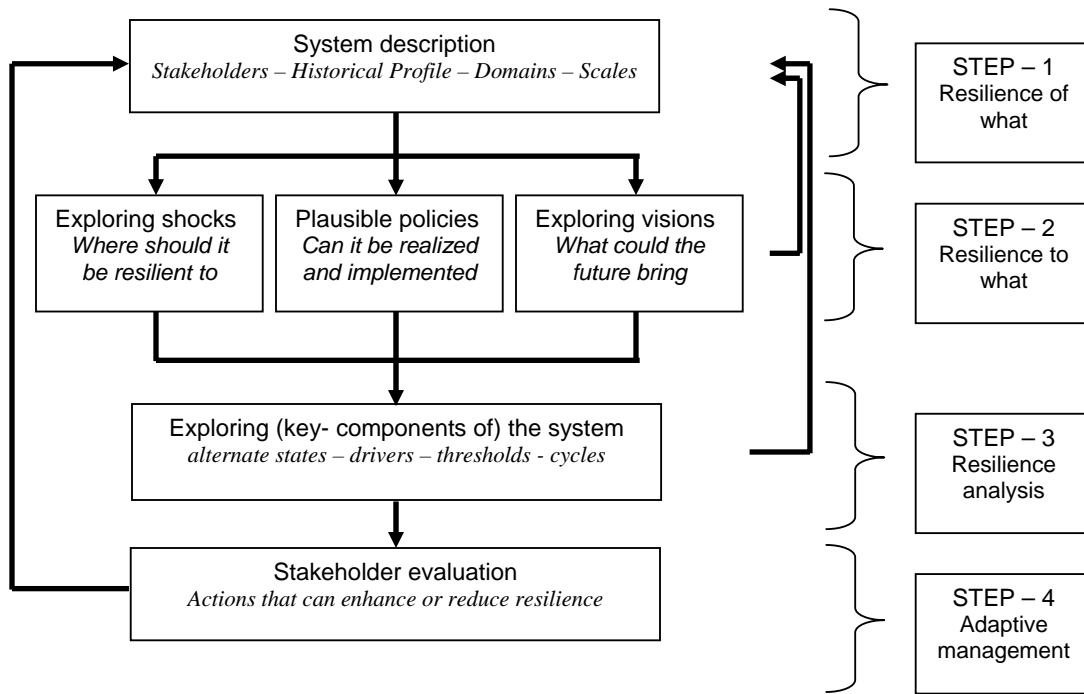 System description
Stakeholders – Historical Profile – Domains – Scales
STEP – 1
Resilience of
what
Exploring shocks
Where should it
be resilient to
Plausible policies
Can it be realized
and implemented
Exploring visions
What could the
future bring
STEP – 2
Resilience to
what
Exploring (key- components of) the system
alternate states – drivers – thresholds - cycles
STEP – 3
Resilience
analysis
Stakeholder evaluation
Actions that can enhance or reduce resilience
STEP – 4
Adaptive
management